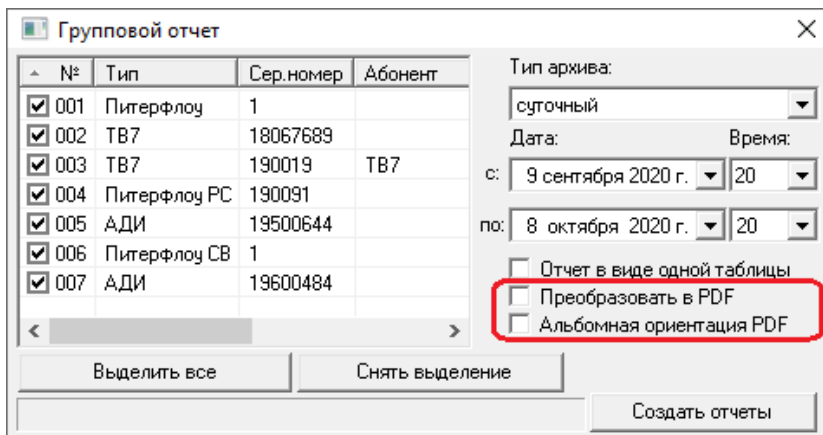 Групповой отчет
№ Тип Сер.номер Абонент
001 Питерфлоу 1
002 ТВ7 18067689
003 ТВ7 190019 ТВ7
004 Питерфлоу РС 190091
005 АДИ 19500644
006 Питерфлоу СВ 1
007 АДИ 19600484
Тип архива:
суточный
Дата: Время:
с: 9 сентября 2020 г. 20
по: 8 октября 2020 г. 20
Отчет в виде одной таблицы
Преобразовать в PDF
Альбомная ориентация PDF
Выделить все Снять выделение
Создать отчеты